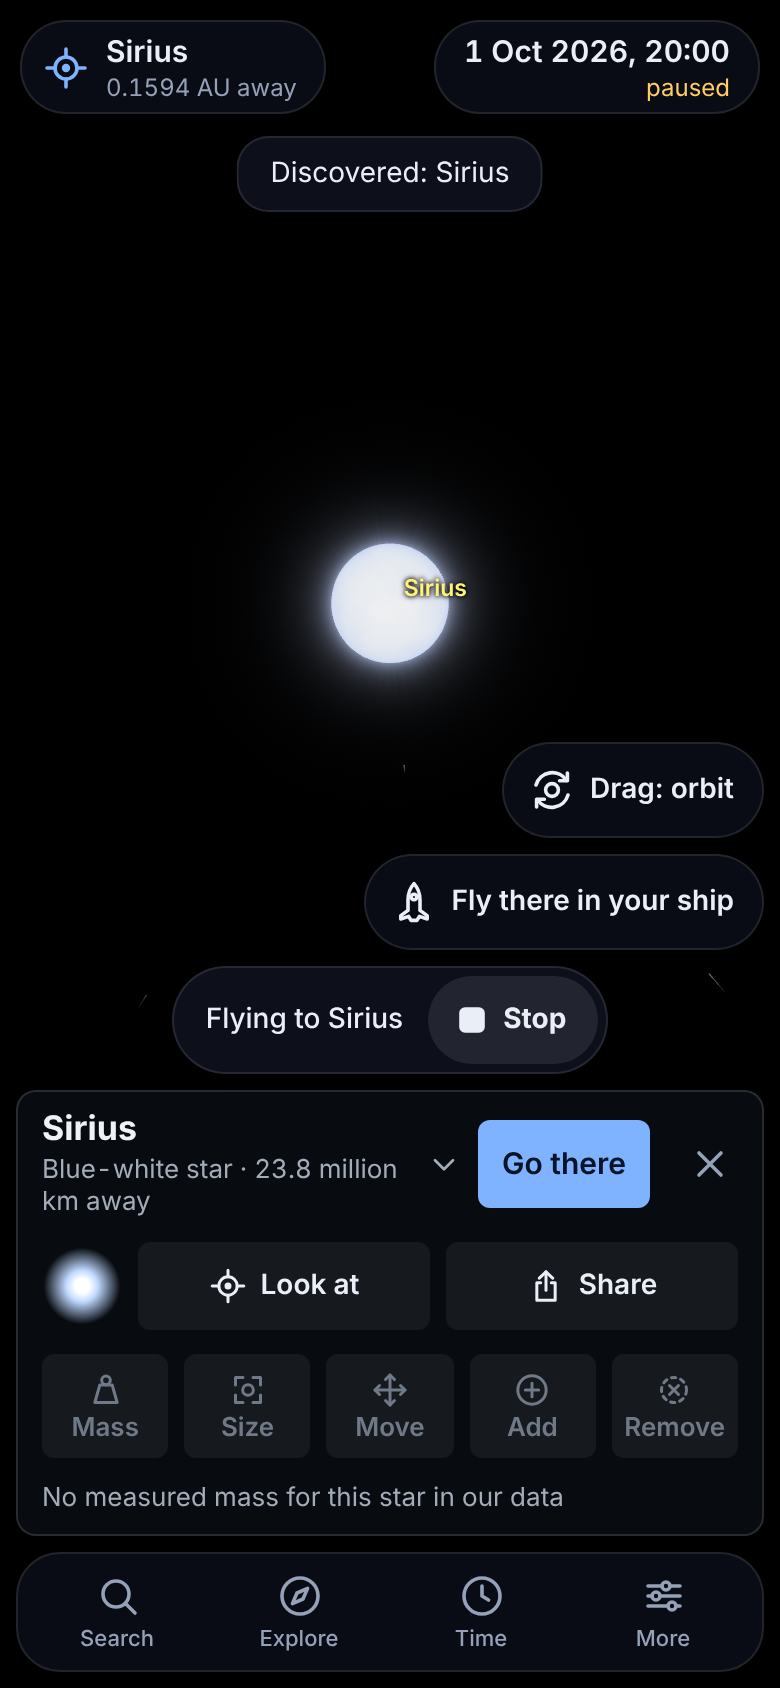 Sirius
0.1594 AU away
1 Oct 2026, 20:00
paused
Discovered: Sirius
Sirius
Drag: orbit
Fly there in your ship
Flying to Sirius
Stop
Sirius
Blue-white star · 23.8 million
km away
Go there
Look at
Share
Mass
Size
Move
Add
Remove
No measured mass for this star in our data
Search
Explore
Time
More